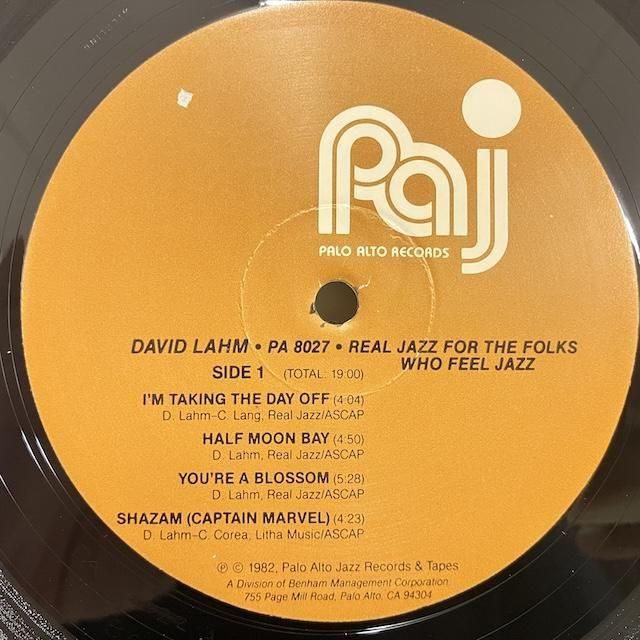 Paj
PALO ALTO RECORDS
DAVID LAHM • PA 8027 • REAL JAZZ FOR THE FOLKS
WHO FEEL JAZZ
SIDE 1 (TOTAL: 19:00)
I'M TAKING THE DAY OFF (4:04)
D. Lahm-C. Lang, Real Jazz/ASCAP
HALF MOON BAY (4:50)
D. Lahm, Real Jazz/ASCAP
YOU'RE A BLOSSOM (5:28)
D. Lahm, Real Jazz/ASCAP
SHAZAM (CAPTAIN MARVEL) (4:23)
D. Lahm-C. Corea, Litha Music/ASCAP
℗ © 1982, Palo Alto Jazz Records & Tapes
A Division of Benham Management Corporation
755 Page Mill Road, Palo Alto, CA 94304